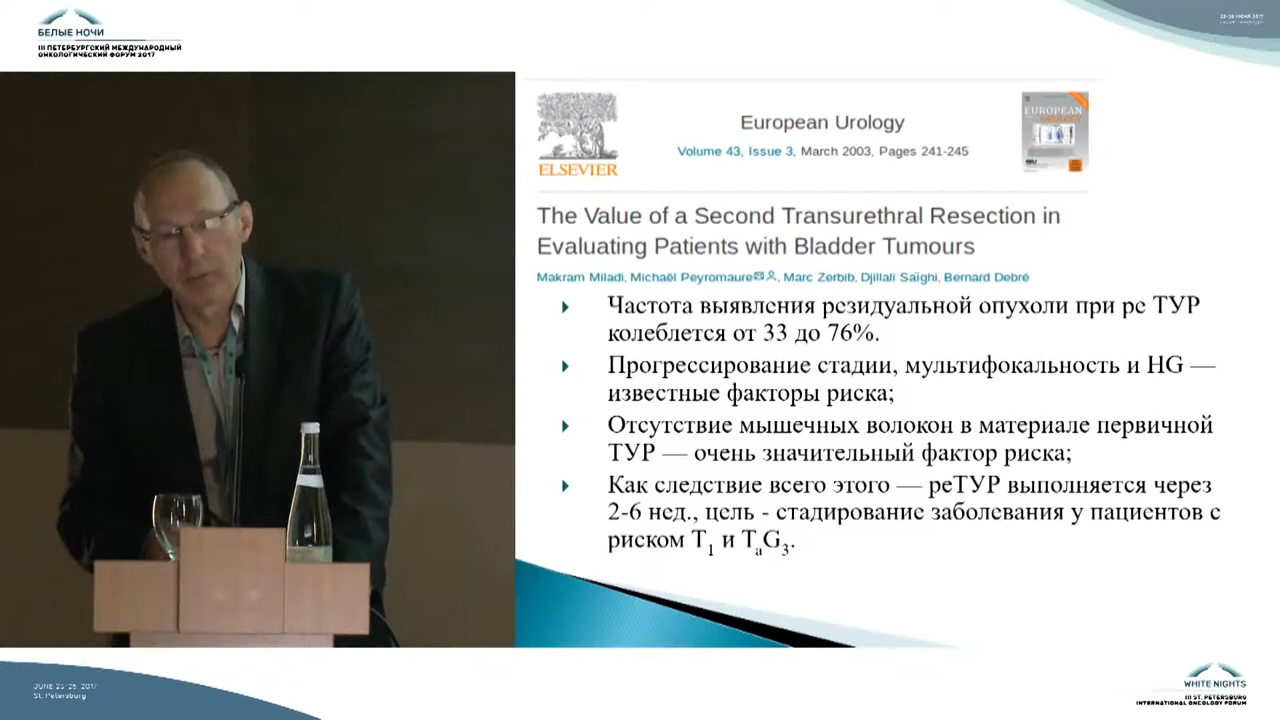 БЕЛЫЕ НОЧИ
III ПЕТЕРБУРГСКИЙ МЕЖДУНАРОДНЫЙ
ОНКОЛОГИЧЕСКИЙ ФОРУМ 2017
ELSEVIER
European Urology
Volume 43, Issue 3, March 2003, Pages 241-245
EUROPEAN
UROLOGY
The Value of a Second Transurethral Resection in
Evaluating Patients with Bladder Tumours
Makram Miladi, Michaël Peyromaure, Marc Zerbib, Djillali Saïghi, Bernard Debré
Частота выявления резидуальной опухоли при ре ТУР
колеблется от 33 до 76%.
Прогрессирование стадии, мультифокальность и HG —
известные факторы риска;
Отсутствие мышечных волокон в материале первичной
ТУР — очень значительный фактор риска;
Как следствие всего этого — реТУР выполняется через
2-6 нед., цель - стадирование заболевания у пациентов с
риском T₁ и TₐG₃.
JUNE 23-25, 2017
St. Petersburg
WHITE NIGHTS
III ST. PETERSBURG
INTERNATIONAL ONCOLOGY FORUM